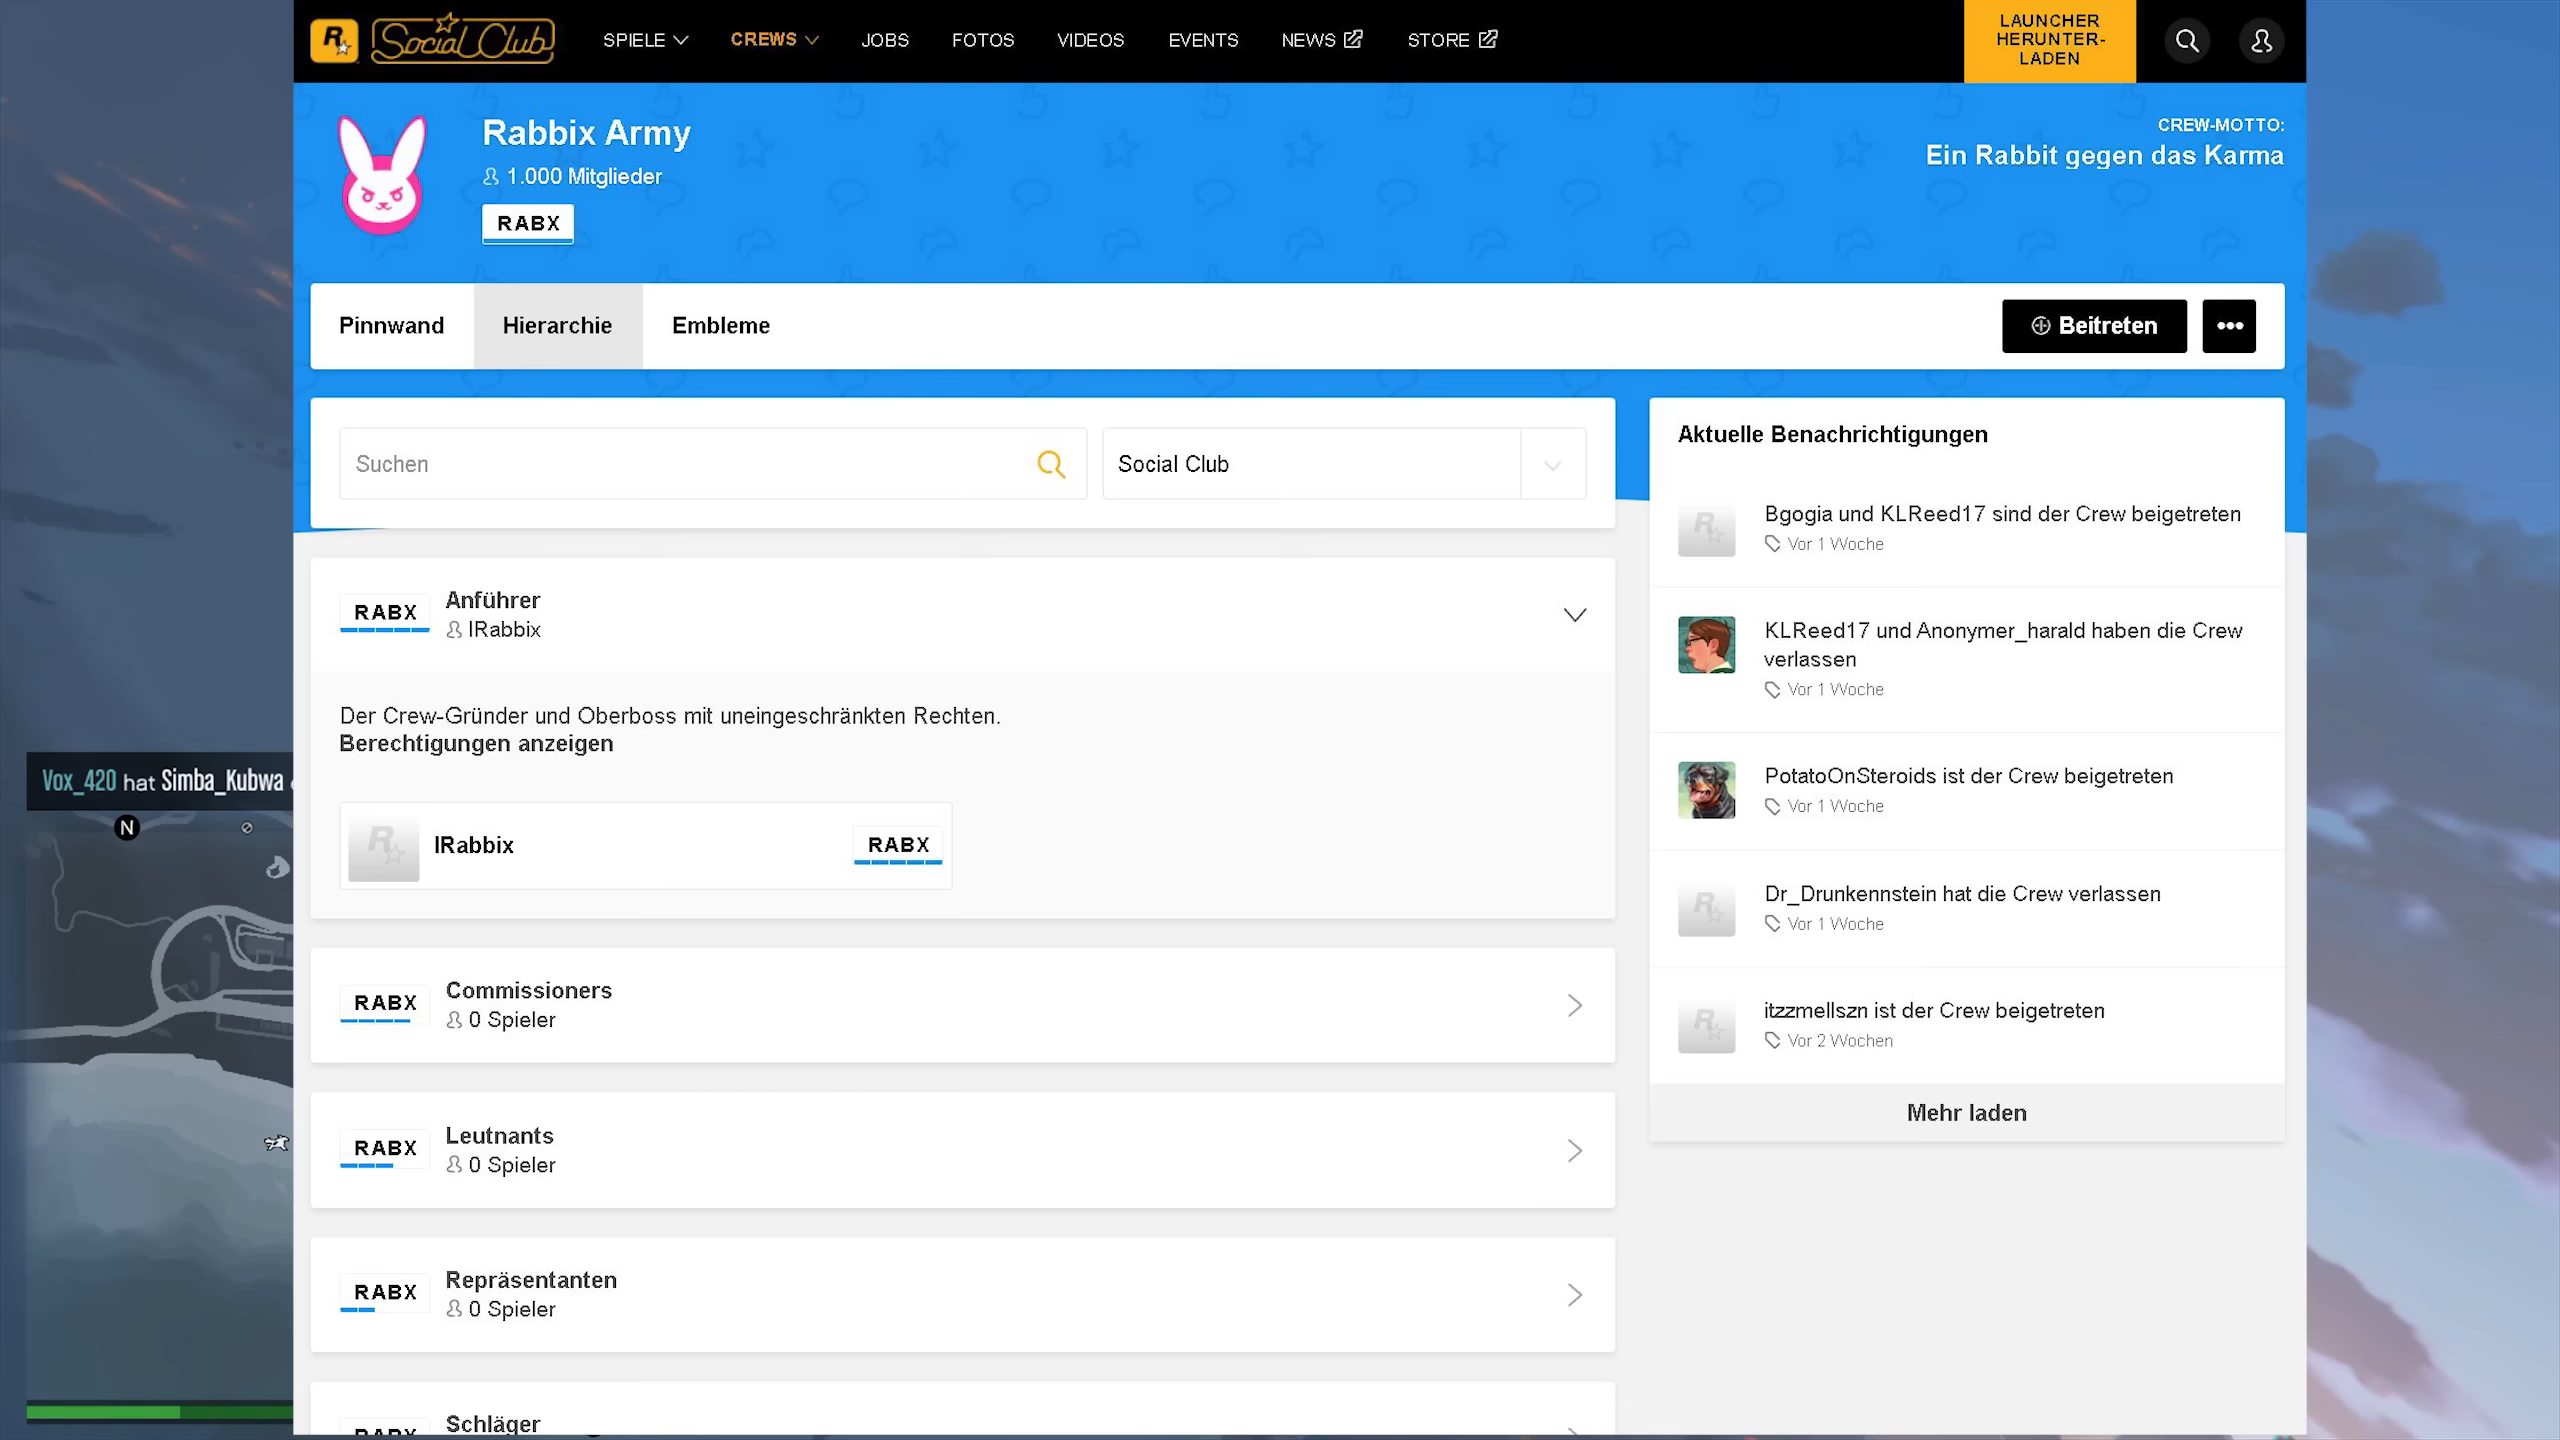 R
Social Club
SPIELE
CREWS
JOBS
FOTOS
VIDEOS
EVENTS
NEWS
STORE
LAUNCHER
HERUNTER-
LADEN
Rabbix Army
1.000 Mitglieder
RABX
CREW-MOTTO:
Ein Rabbit gegen das Karma
Pinnwand
Hierarchie
Embleme
Beitreten
Suchen
Social Club
RABX
Anführer
IRabbix
Der Crew-Gründer und Oberboss mit uneingeschränkten Rechten.
Berechtigungen anzeigen
IRabbix
RABX
RABX
Commissioners
0 Spieler
RABX
Leutnants
0 Spieler
RABX
Repräsentanten
0 Spieler
RABX
Schläger
Aktuelle Benachrichtigungen
Bgogia und KLReed17 sind der Crew beigetreten
Vor 1 Woche
KLReed17 und Anonymer_harald haben die Crew
verlassen
Vor 1 Woche
PotatoOnSteroids ist der Crew beigetreten
Vor 1 Woche
Dr_Drunkennstein hat die Crew verlassen
Vor 1 Woche
itzzmellszn ist der Crew beigetreten
Vor 2 Wochen
Mehr laden
Vox_420 hat Simba_Kubwa
N